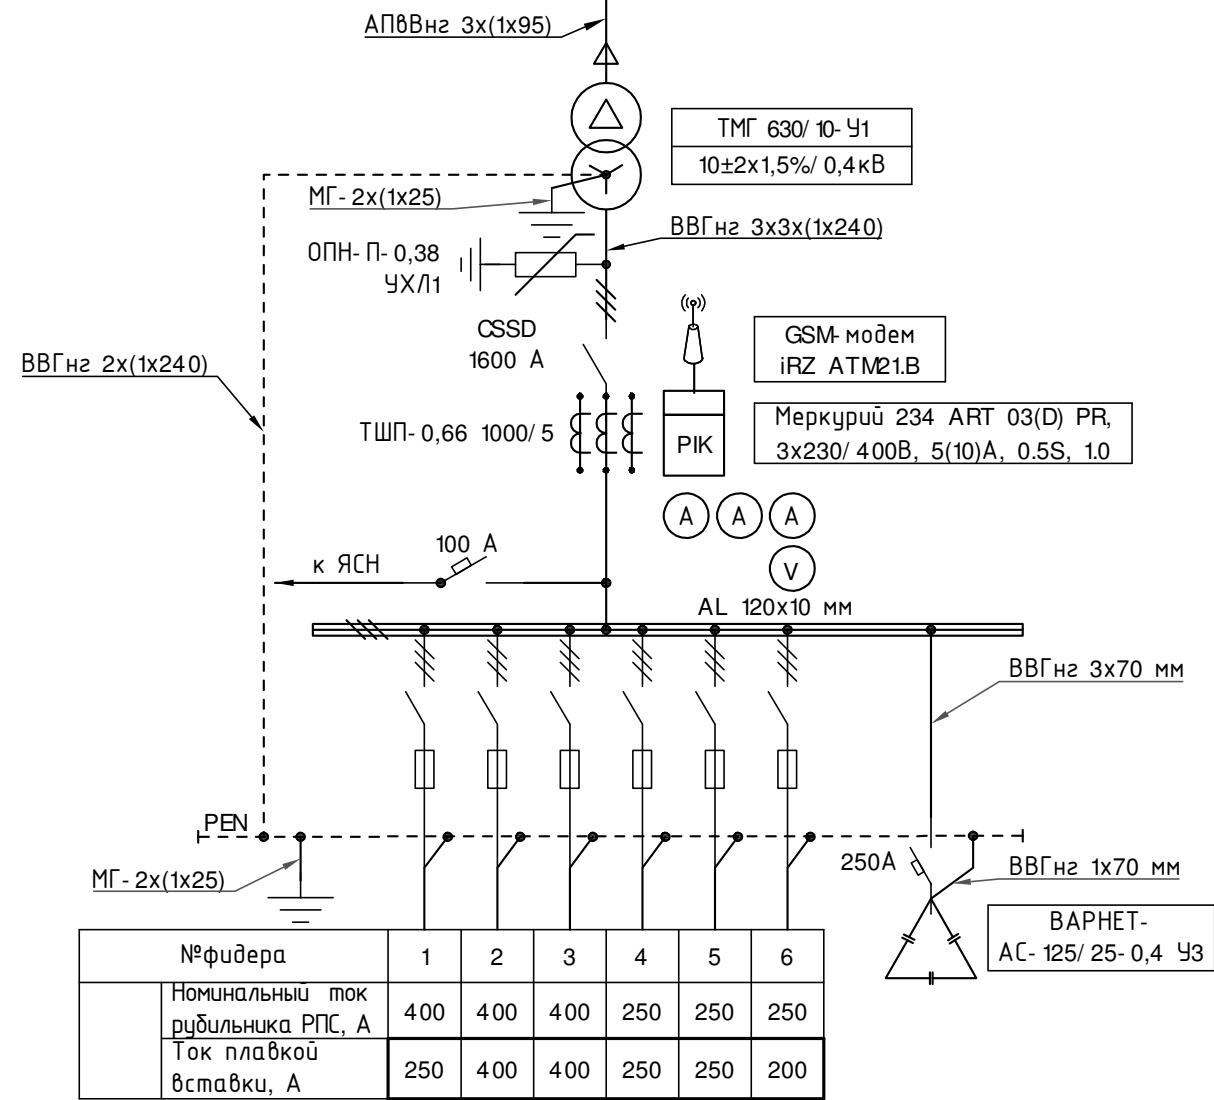 АПвВнг 3х(1х95)
ТМГ 630/10-У1
10±2х1,5%/0,4кВ
МГ-2х(1х25)
ВВГнг 3х3х(1х240)
ОПН-П-0,38
УХЛ1
CSSD
1600 А
GSM-модем
iRZ ATM21.B
ВВГнг 2х(1х240)
ТШП-0,66 1000/5
PIK
Меркурий 234 ART 03(D) PR,
3х230/400В, 5(10)А, 0.5S, 1.0
A A A
V
100 А
к ЯСН
AL 120х10 мм
ВВГнг 3х70 мм
PEN
МГ-2х(1х25)
250А
ВВГнг 1х70 мм
ВАРНЕТ-
АС-125/25-0,4 У3
№фидера 1 2 3 4 5 6
Номинальный ток
рубильника РПС, А 400 400 400 250 250 250
Ток плавкой
вставки, А 250 400 400 250 250 200